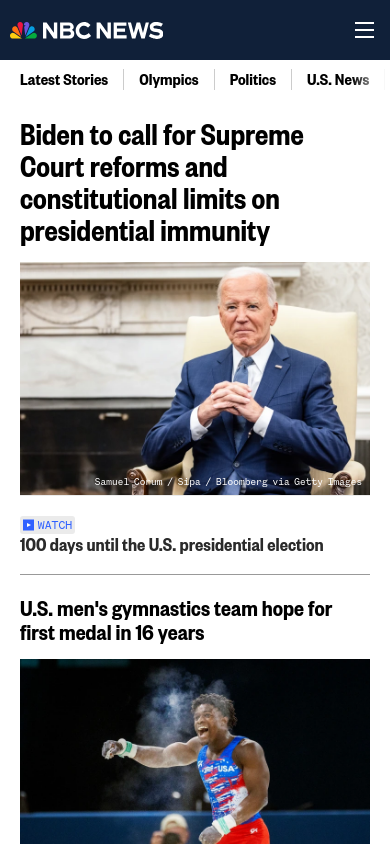 NBC NEWS
Latest Stories
Olympics
Politics
U.S. News
Biden to call for Supreme
Court reforms and
constitutional limits on
presidential immunity
Samuel Corum / Sipa / Bloomberg via Getty Images
WATCH
100 days until the U.S. presidential election
U.S. men's gymnastics team hope for
first medal in 16 years
USA